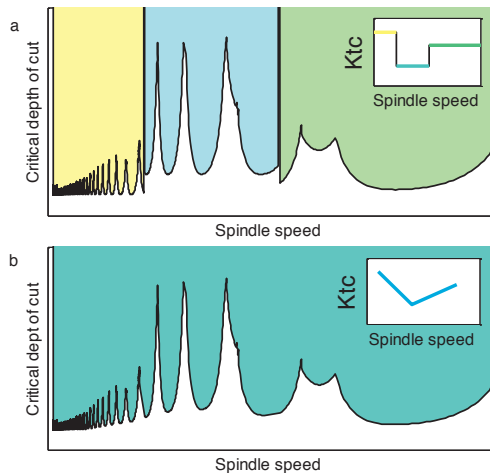 a
Critical depth of cut
Ktc
Spindle speed
Spindle speed
b
Critical dept of cut
Ktc
Spindle speed
Spindle speed